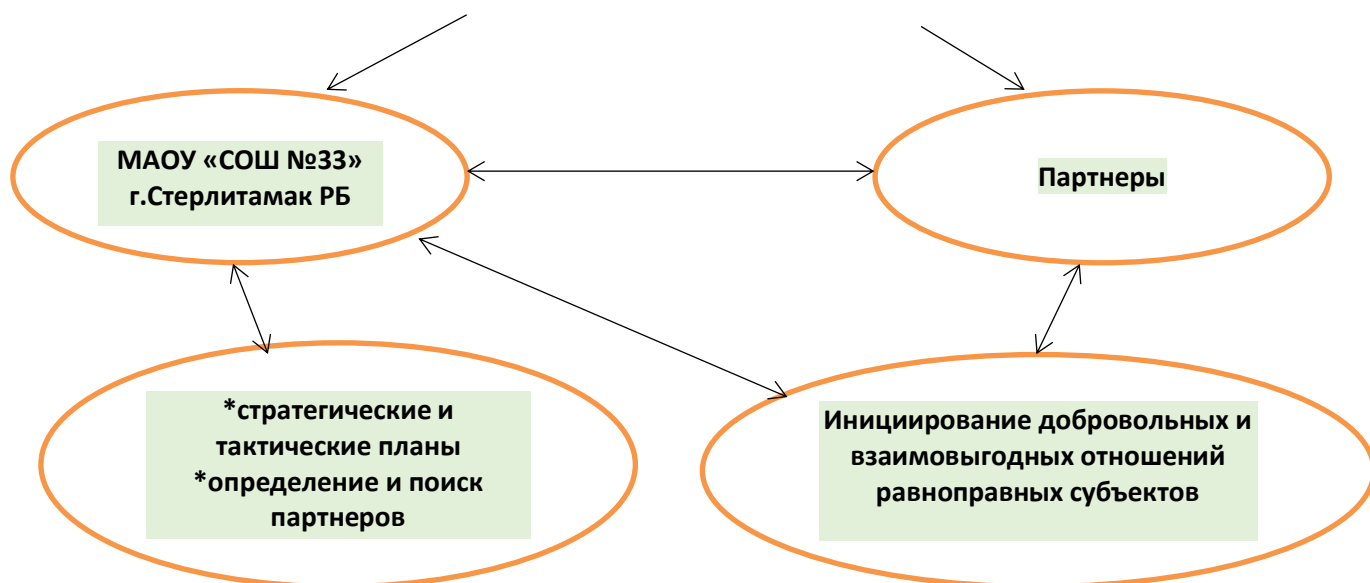 МАОУ «СОШ №33»
г.Стерлитамак РБ
Партнеры
*стратегические и
тактические планы
*определение и поиск
партнеров
Инициирование добровольных и
взаимовыгодных отношений
равноправных субъектов